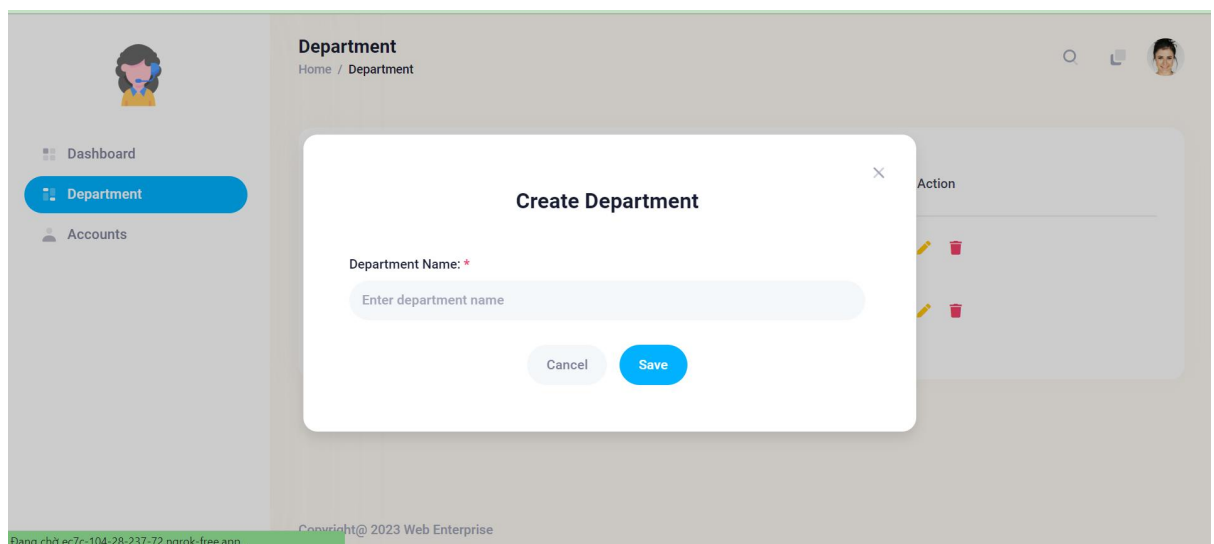 Department
Home / Department
Dashboard
Department
Accounts
Action
Create Department
Department Name: *
Enter department name
Cancel
Save
Copyright@ 2023 Web Enterprise
Đang chờ ec7c-104-28-237-72.ngrok-free.app